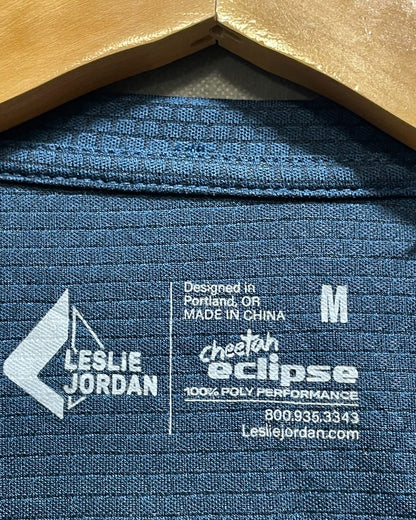 LESLIE
JORDAN
Designed in
Portland, OR
MADE IN CHINA
M
cheetah
eclipse
100% POLY PERFORMANCE
800.935.3343
Lesliejordan.com